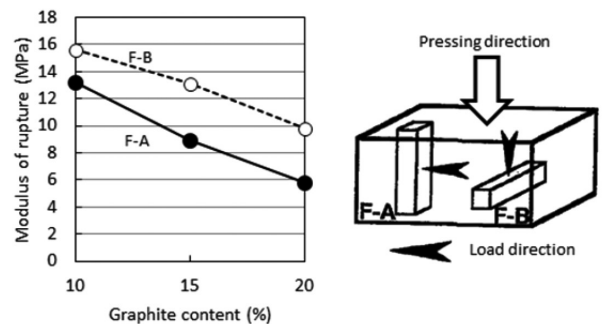 Modulus of rupture (MPa)
18
16
14
12
10
8
6
4
2
0
F-B
F-A
10
15
20
Graphite content (%)
Pressing direction
F-A
F-B
Load direction